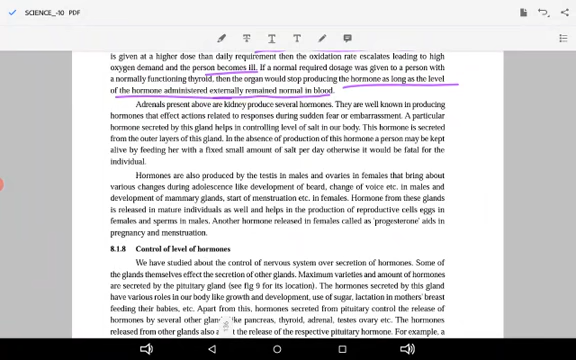 SCIENCE_-10 PDF
is given at a higher dose than daily requirement then the oxidation rate escalates leading to high
oxygen demand and the person becomes ill. If a normal required dosage was given to a person with
a normally functioning thyroid, then the organ would stop producing the hormone as long as the level
of the hormone administered externally remained normal in blood.
Adrenals present above are kidney produce several hormones. They are well known in producing
hormones that effect actions related to responses during sudden fear or embarrassment. A particular
hormone secreted by this gland helps in controlling level of salt in our body. This hormone is secreted
from the outer layers of this gland. In the absence of production of this hormone a person may be kept
alive by feeding her with a fixed small amount of salt per day otherwise it would be fatal for the
individual.
Hormones are also produced by the testis in males and ovaries in females that bring about
various changes during adolescence like development of beard, change of voice etc. in males and
development of mammary glands, start of menstruation etc. in females. Hormone from these glands
is released in mature individuals as well and helps in the production of reproductive cells eggs in
females and sperms in males. Another hormone released in females called as 'progesterone' aids in
pregnancy and menstruation.
8.1.8 Control of level of hormones
We have studied about the control of nervous system over secretion of hormones. Some of
the glands themselves effect the secretion of other glands. Maximum varieties and amount of hormones
are secreted by the pituitary gland (see fig 9 for its location). The hormones secreted by this gland
have various roles in our body like growth and development, use of sugar, lactation in mothers' breast
feeding their babies, etc. Apart from this, hormones secreted from pituitary control the release of
hormones by several other like pancreas, thyroid, adrenal, testes ovary etc. The hormones
released from other glands also the release of the respective pituitary hormone. For example, a